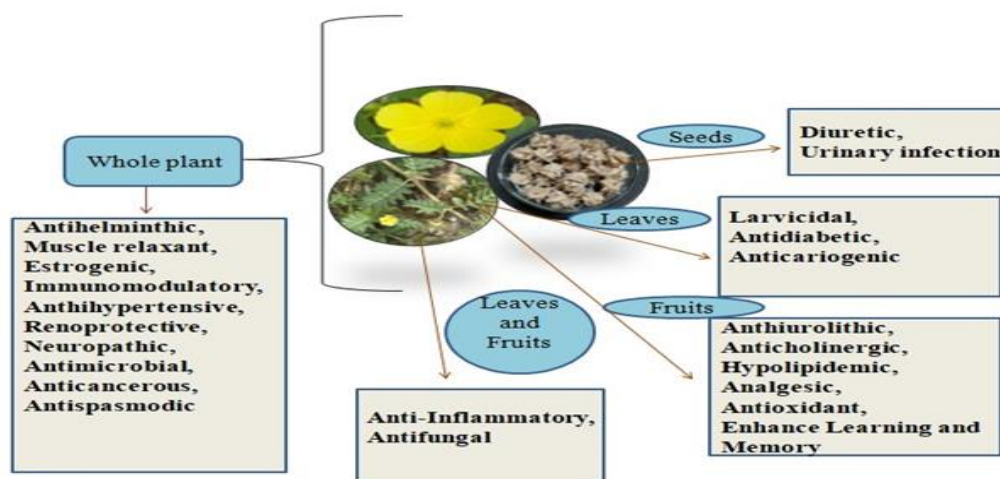 Whole plant
Antihelminthic,
Muscle relaxant,
Estrogenic,
Immunomodulatory,
Anthihypertensive,
Renoprotective,
Neuropathic,
Antimicrobial,
Anticancerous,
Antispasmodic
Seeds
Diuretic,
Urinary infection
Leaves
Larvicidal,
Antidiabetic,
Anticariogenic
Leaves
and
Fruits
Anti-Inflammatory,
Antifungal
Fruits
Anthiurolithic,
Anticholinergic,
Hypolipidemic,
Analgesic,
Antioxidant,
Enhance Learning and
Memory